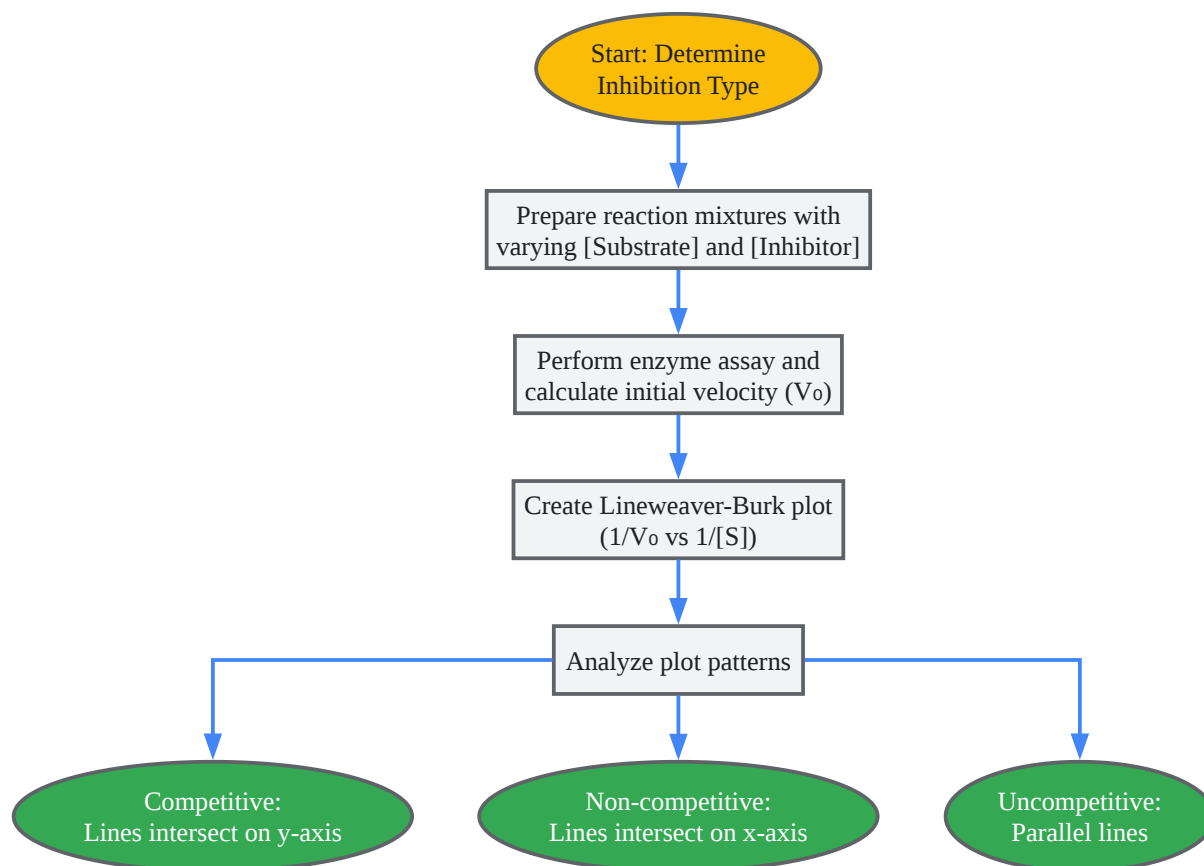 Start: Determine
Inhibition Type
Prepare reaction mixtures with
varying [Substrate] and [Inhibitor]
Perform enzyme assay and
calculate initial velocity (V₀)
Create Lineweaver-Burk plot
(1/V₀ vs 1/[S])
Analyze plot patterns
Competitive:
Lines intersect on y-axis
Non-competitive:
Lines intersect on x-axis
Uncompetitive:
Parallel lines